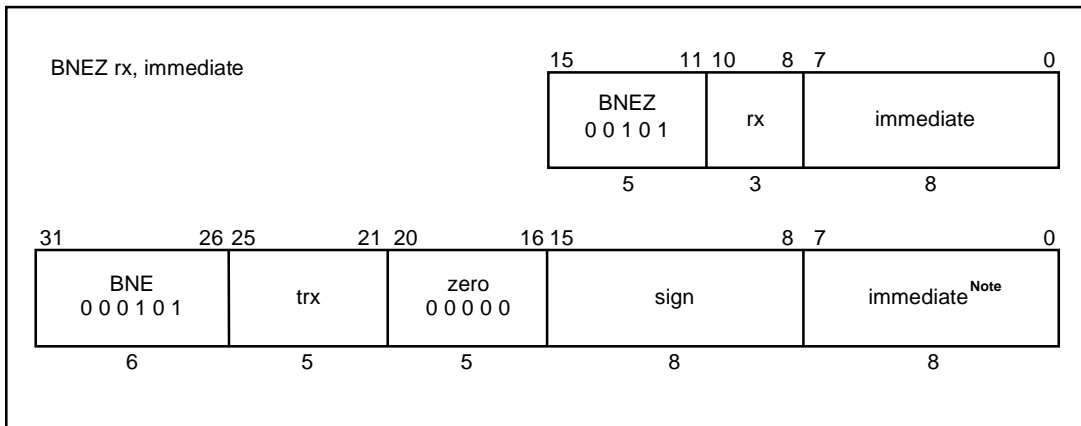 BNEZ rx, immediate
15 11 10 8 7 0
BNEZ
0 0 1 0 1
rx
immediate
5 3 8
31 26 25 21 20 16 15 8 7 0
BNE
0 0 0 1 0 1
trx
zero
0 0 0 0 0
sign
immediate Note
6 5 5 8 8